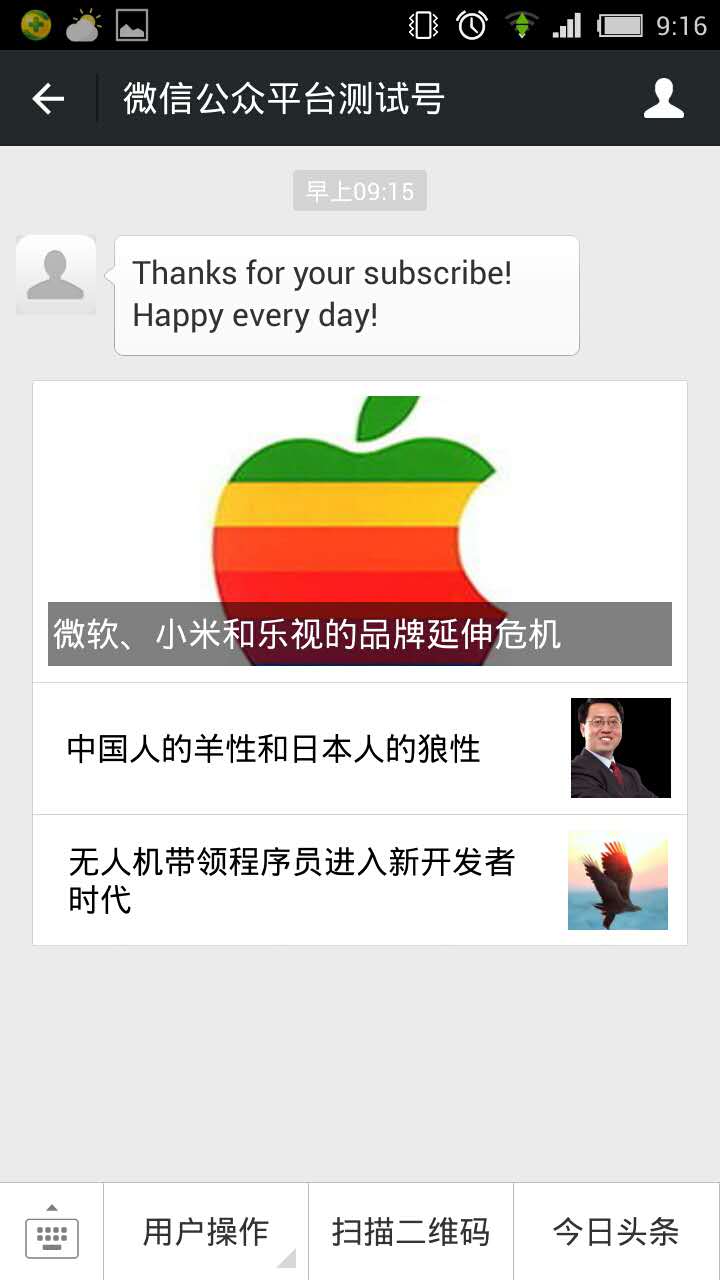 9:16
微信公众平台测试号
早上09:15
Thanks for your subscribe!
Happy every day!
微软、小米和乐视的品牌延伸危机
中国人的羊性和日本人的狼性
无人机带领程序员进入新开发者
时代
用户操作
扫描二维码
今日头条